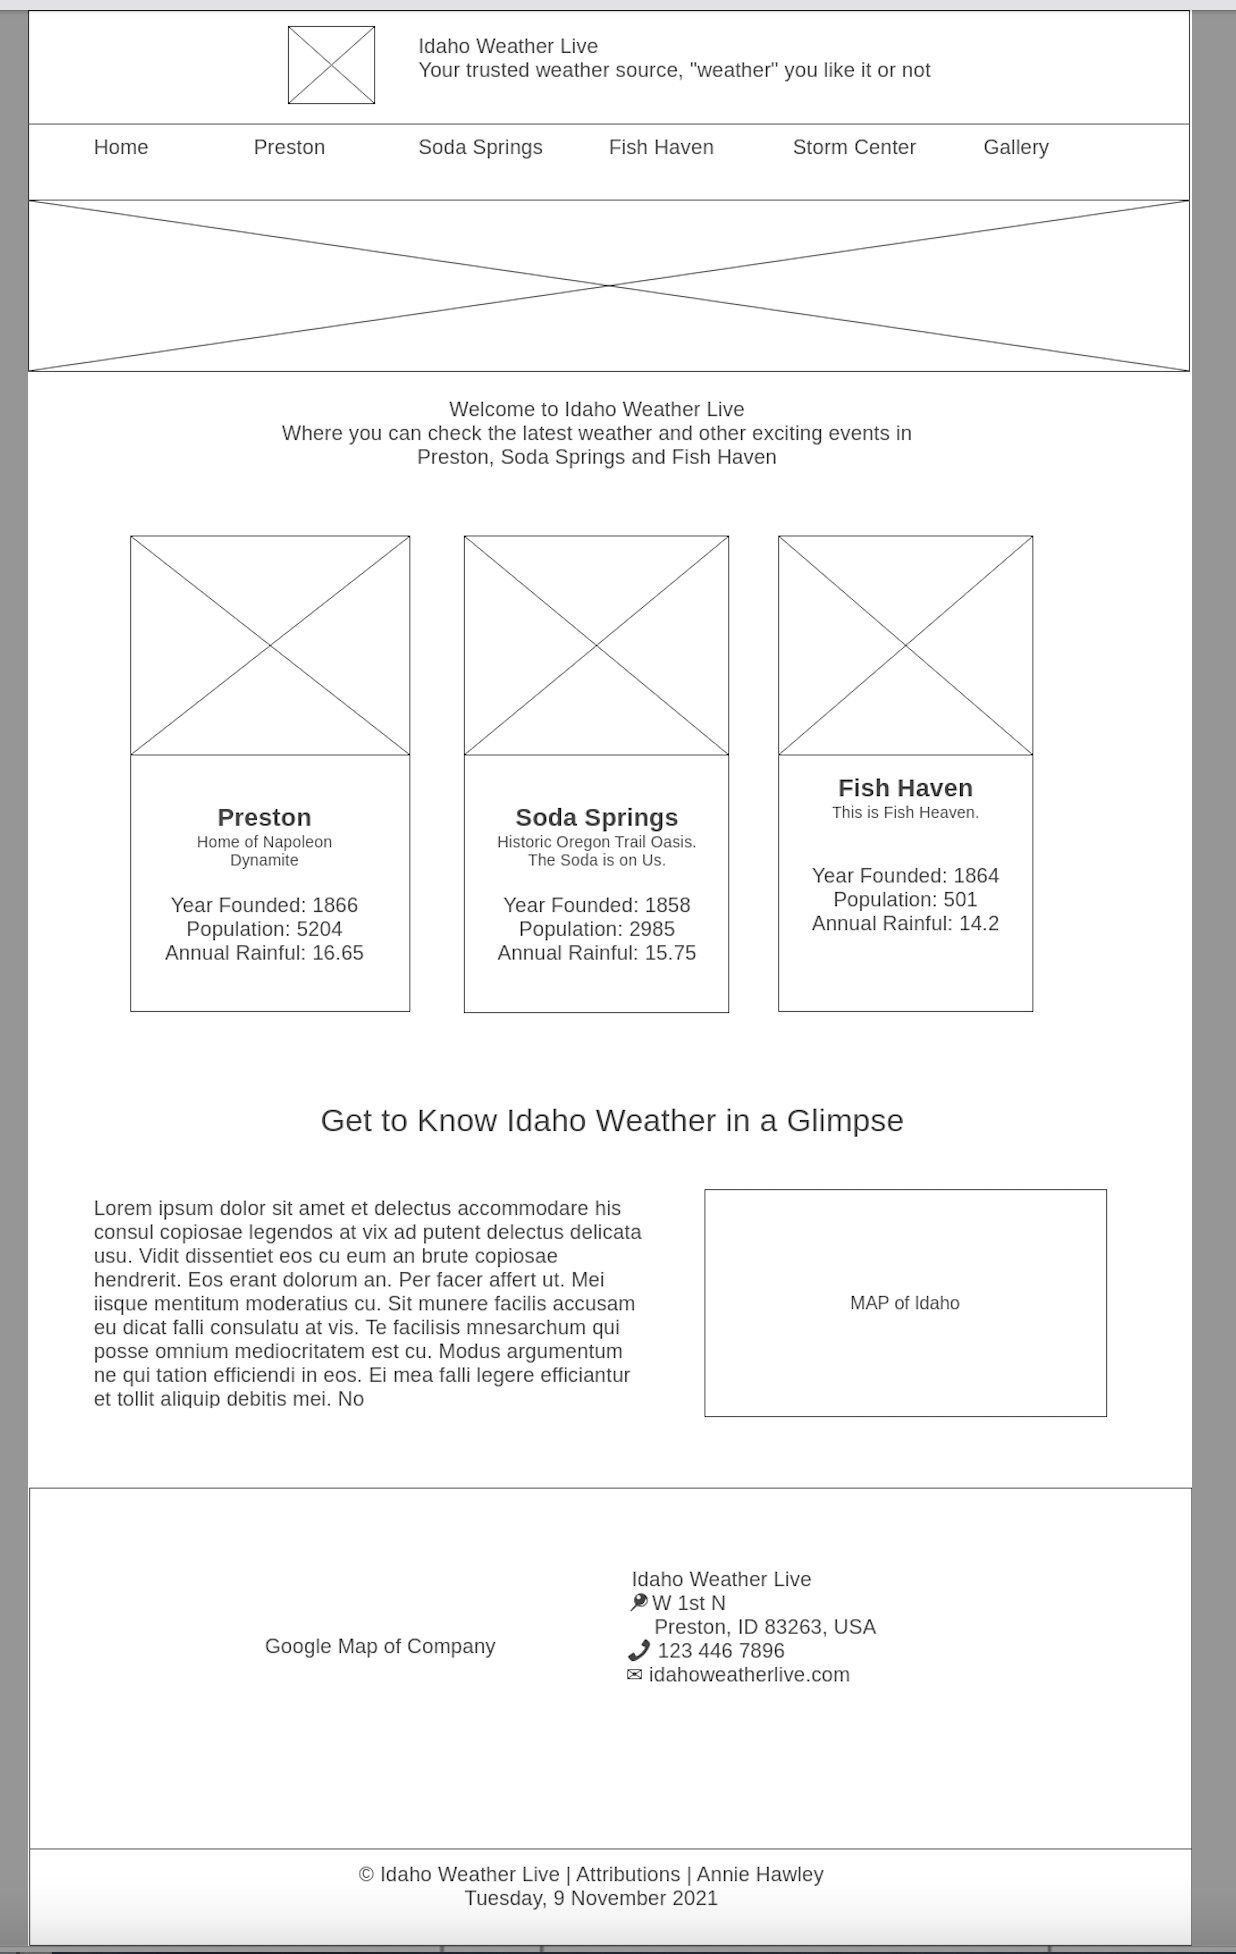 Idaho Weather Live
Your trusted weather source, "weather" you like it or not
Home Preston Soda Springs Fish Haven Storm Center Gallery
Welcome to Idaho Weather Live
Where you can check the latest weather and other exciting events in
Preston, Soda Springs and Fish Haven
Preston
Home of Napoleon
Dynamite
Year Founded: 1866
Population: 5204
Annual Rainful: 16.65
Soda Springs
Historic Oregon Trail Oasis.
The Soda is on Us.
Year Founded: 1858
Population: 2985
Annual Rainful: 15.75
Fish Haven
This is Fish Heaven.
Year Founded: 1864
Population: 501
Annual Rainful: 14.2
Get to Know Idaho Weather in a Glimpse
Lorem ipsum dolor sit amet et delectus accommodare his
consul copiosae legendos at vix ad putent delectus delicata
usu. Vidit dissentiet eos cu eum an brute copiosae
hendrerit. Eos erant dolorum an. Per facer affert ut. Mei
iisque mentitum moderatius cu. Sit munere facilis accusam
eu dicat falli consulatu at vis. Te facilisis mnesarchum qui
posse omnium mediocritatem est cu. Modus argumentum
ne qui tation efficiendi in eos. Ei mea falli legere efficiantur
et tollit aliquip debitis mei. No
MAP of Idaho
Google Map of Company
Idaho Weather Live
W 1st N
Preston, ID 83263, USA
123 446 7896
✉ idahoweatherlive.com
© Idaho Weather Live | Attributions | Annie Hawley
Tuesday, 9 November 2021